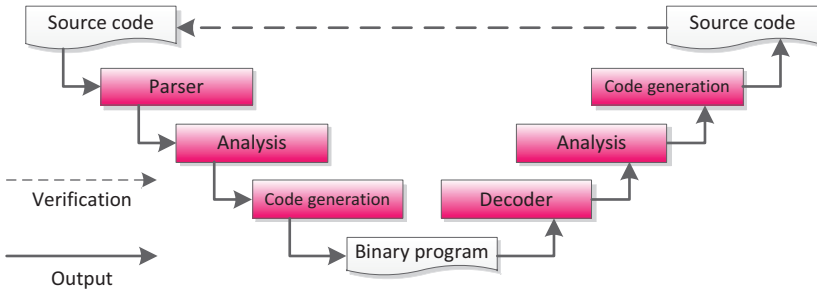 Source code
Source code
Parser
Code generation
Analysis
Analysis
Verification
Code generation
Decoder
Binary program
Output